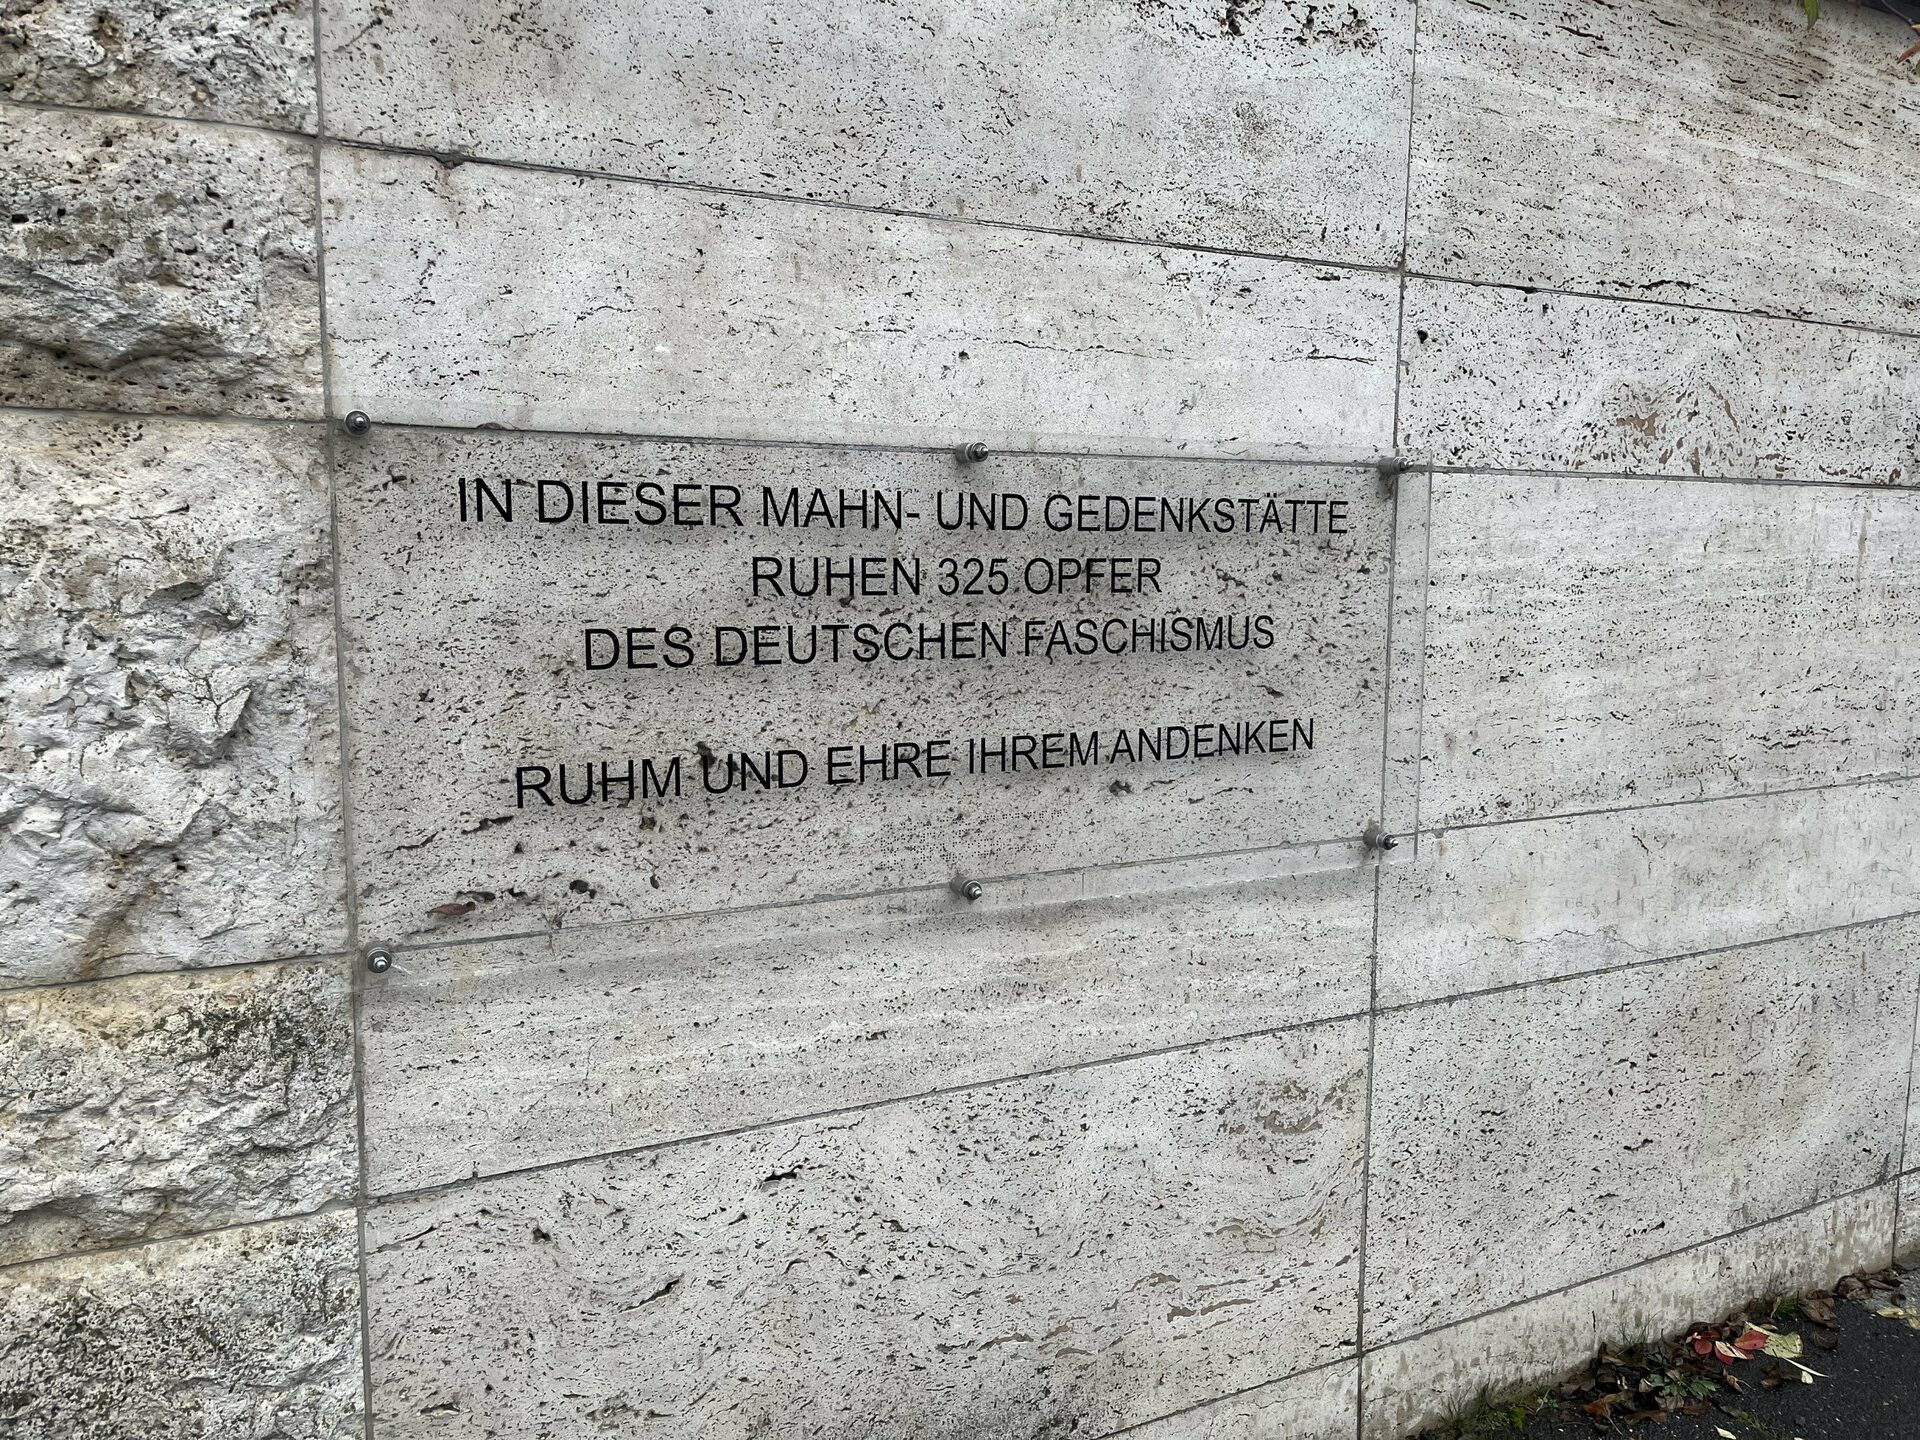 IN DIESER MAHN- UND GEDENKSTÄTTE
RUHEN 325 OPFER
DES DEUTSCHEN FASCHISMUS
RUHM UND EHRE IHREM ANDENKEN